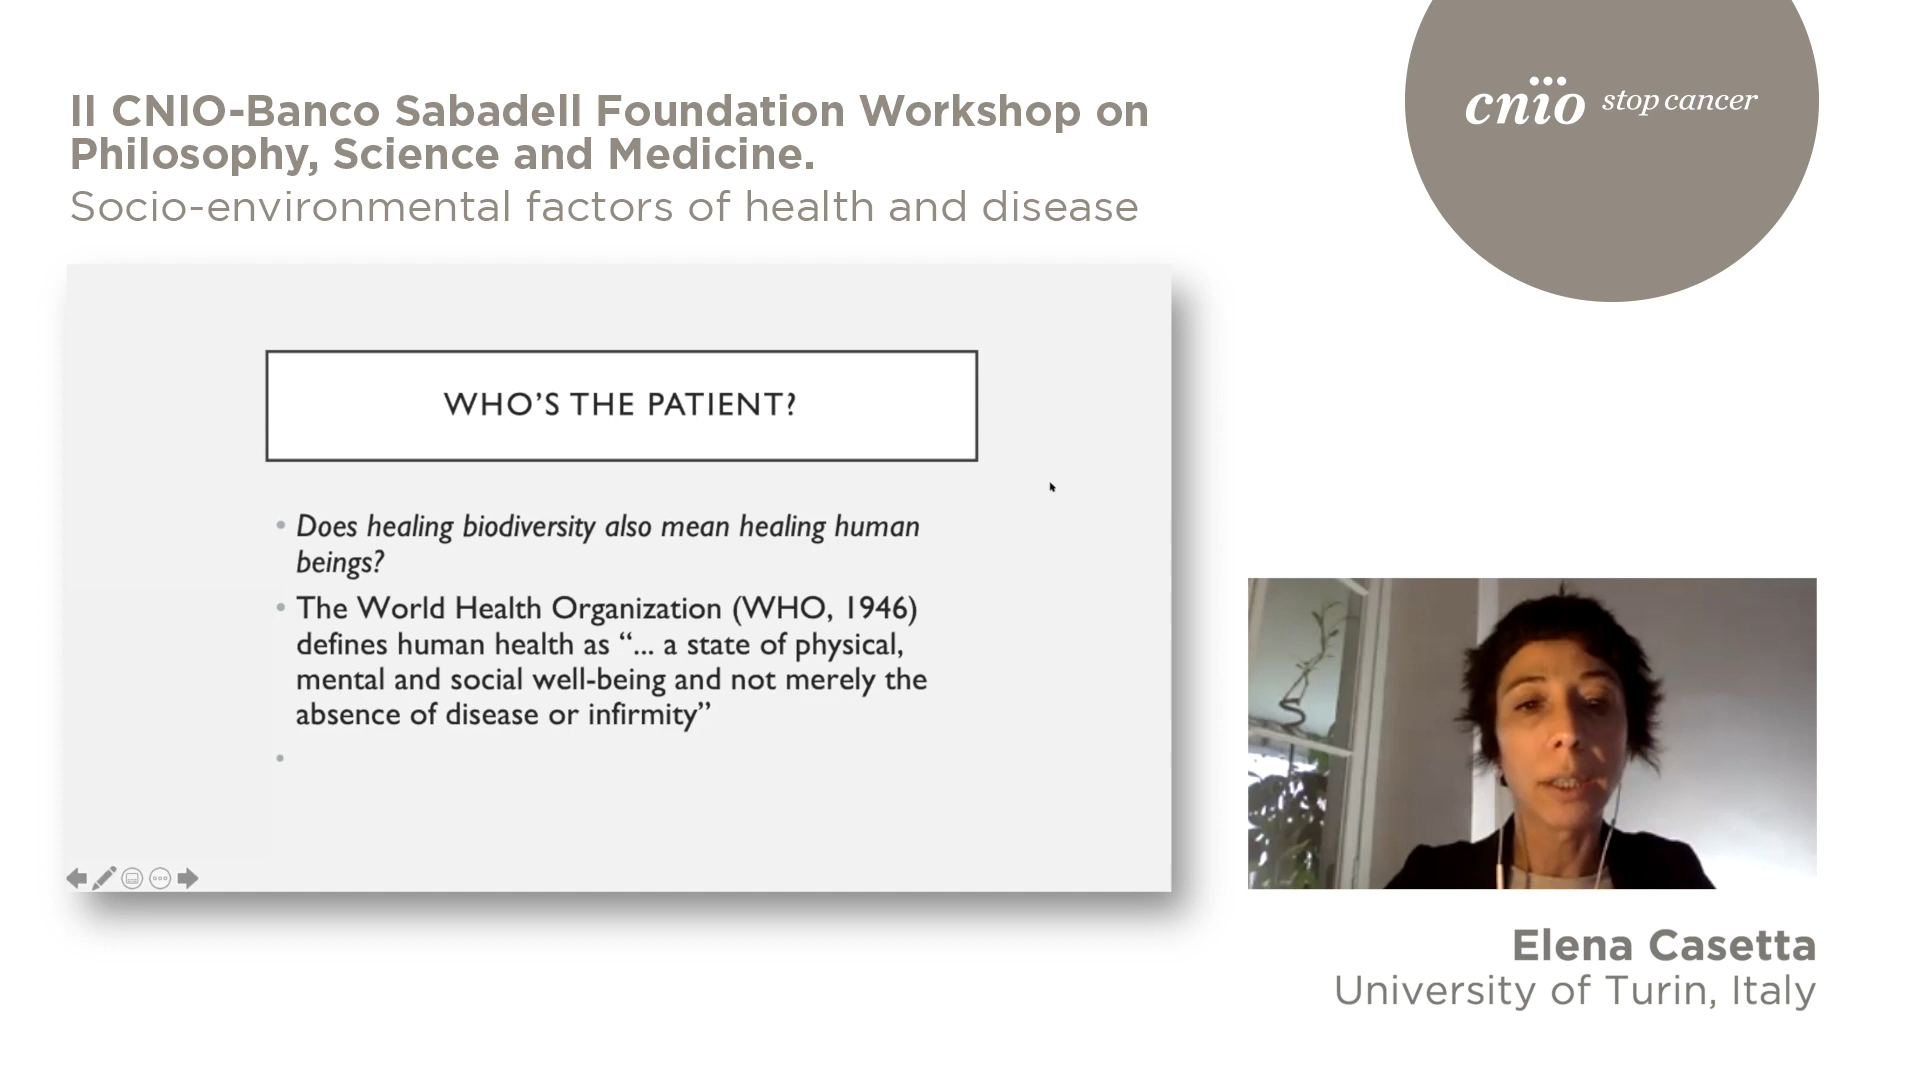 II CNIO-Banco Sabadell Foundation Workshop on
Philosophy, Science and Medicine.
Socio-environmental factors of health and disease
cnio stop cancer
WHO'S THE PATIENT?
• Does healing biodiversity also mean healing human
beings?
• The World Health Organization (WHO, 1946)
defines human health as “... a state of physical,
mental and social well-being and not merely the
absence of disease or infirmity”
•
Elena Casetta
University of Turin, Italy